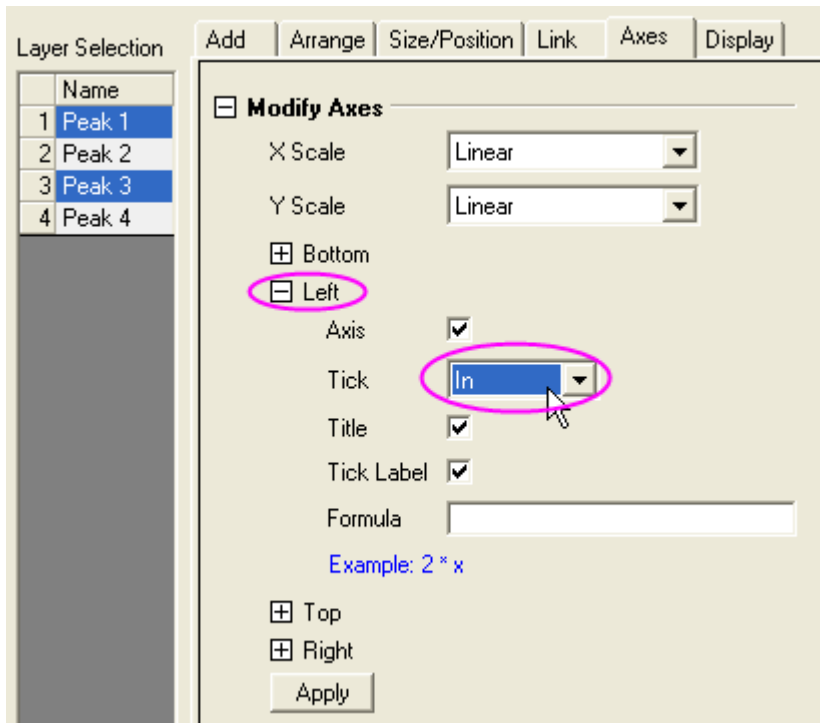 Layer Selection
Name
1 Peak 1
2 Peak 2
3 Peak 3
4 Peak 4
Add Arrange Size/Position Link Axes Display
Modify Axes
X Scale Linear
Y Scale Linear
Bottom
Left
Axis
Tick In
Title
Tick Label
Formula
Example: 2 * x
Top
Right
Apply